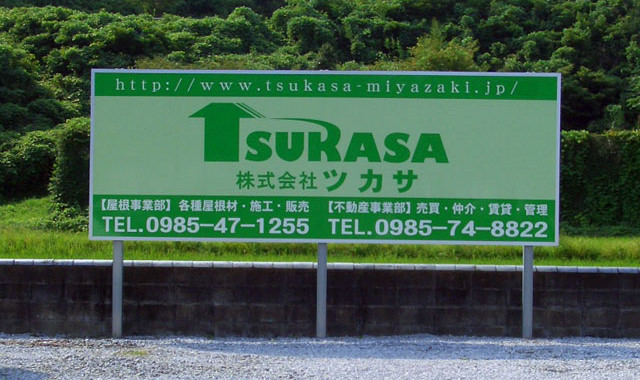 http://www.tsukasa-miyazaki.jp/
TSUKASA
株式会社ツカサ
【屋根事業部】各種屋根材・施工・販売 【不動産事業部】売買・仲介・賃貸・管理
TEL.0985-47-1255 TEL.0985-74-8822